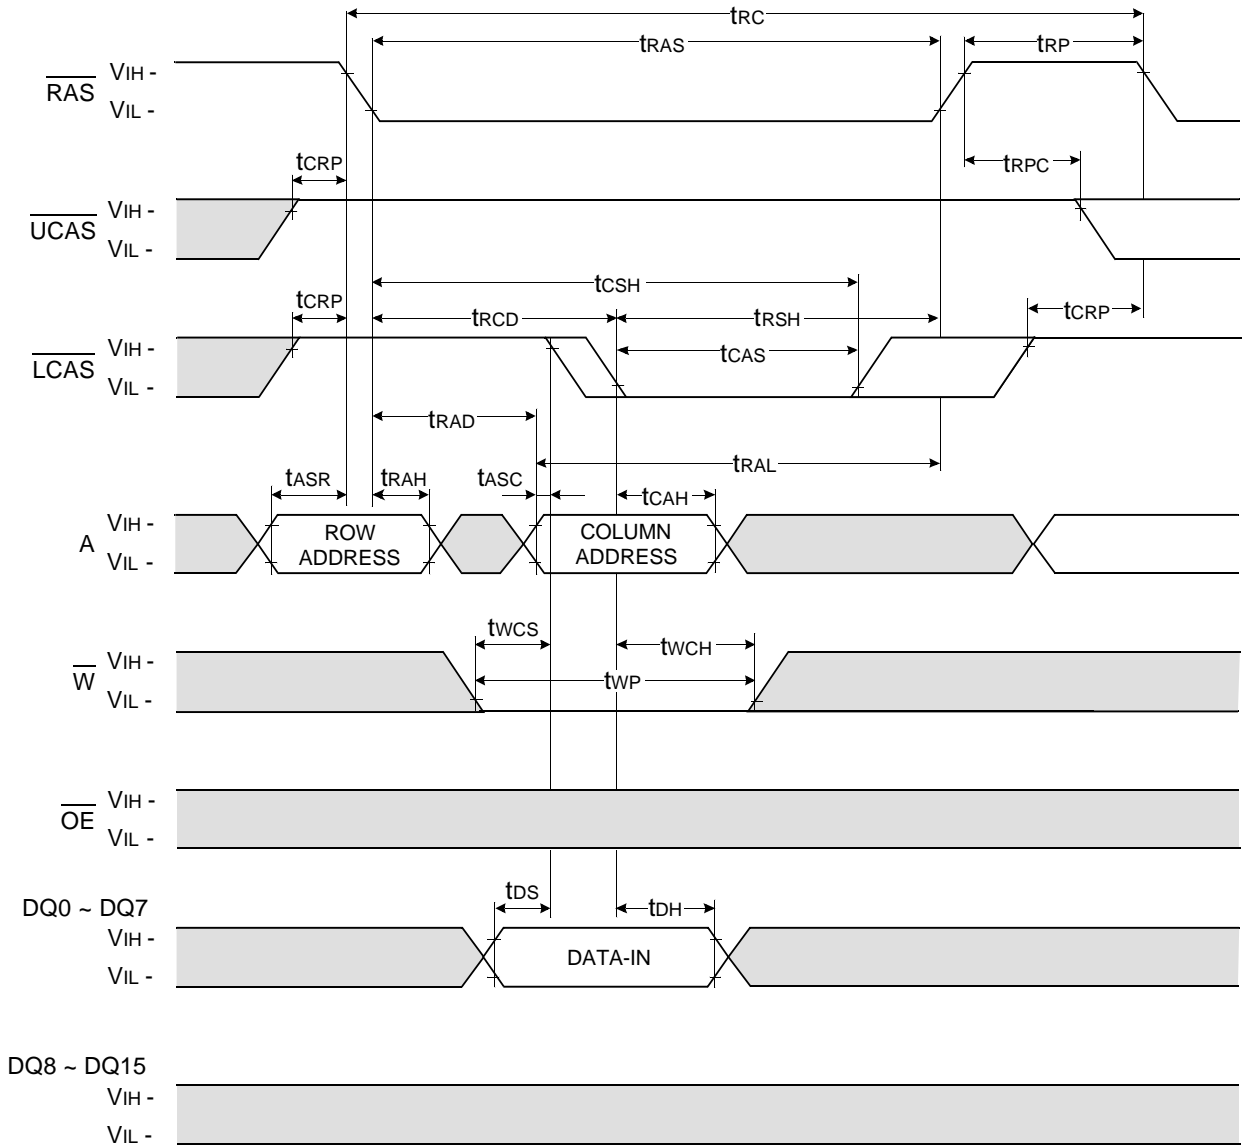 tRC
tRAS
tRP
RAS
VIH -
VIL -
tCRP
tRPC
UCAS
VIH -
VIL -
tCSH
tCRP
tRCD
tRSH
tCRP
LCAS
VIH -
VIL -
tCAS
tRAD
tRAL
tASR
tRAH
tASC
tCAH
A
VIH -
VIL -
ROW
ADDRESS
COLUMN
ADDRESS
tWCS
tWCH
W
VIH -
VIL -
tWP
OE
VIH -
VIL -
tDS
tDH
DQ0 ~ DQ7
VIH -
VIL -
DATA-IN
DQ8 ~ DQ15
VIH -
VIL -